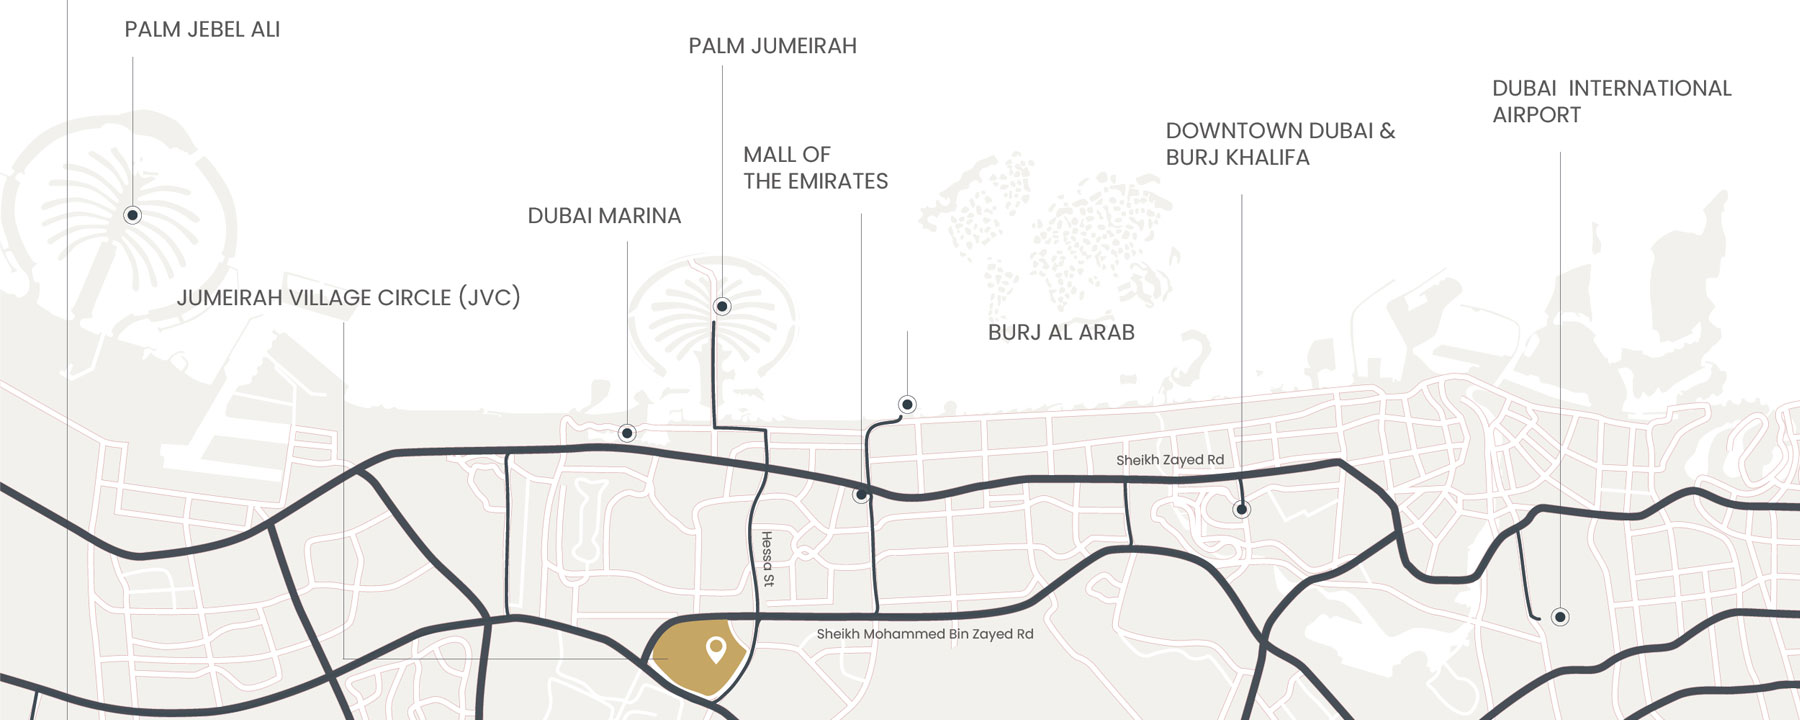 PALM JEBEL ALI
PALM JUMEIRAH
DUBAI INTERNATIONAL
AIRPORT
DOWNTOWN DUBAI &
BURJ KHALIFA
MALL OF
THE EMIRATES
DUBAI MARINA
JUMEIRAH VILLAGE CIRCLE (JVC)
BURJ AL ARAB
Sheikh Zayed Rd
Hessa St
Sheikh Mohammed Bin Zayed Rd